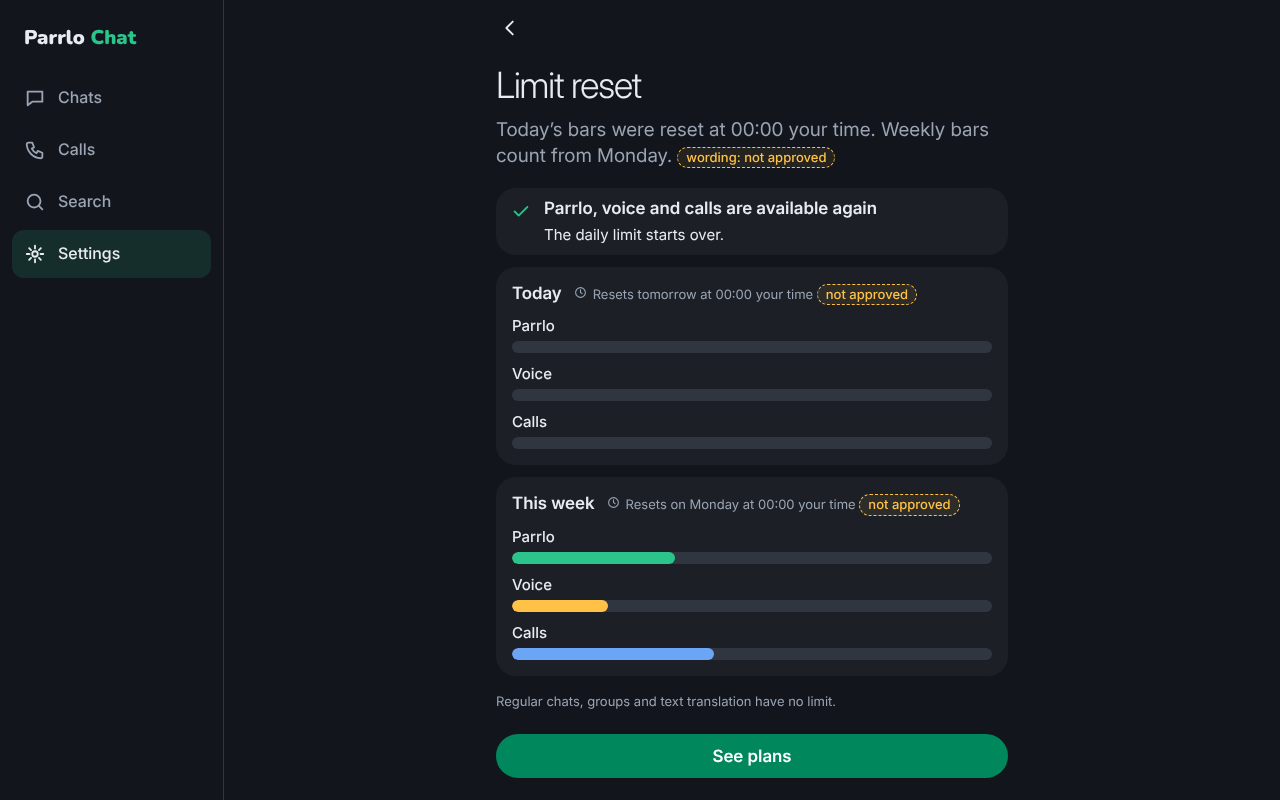 Parrlo Chat
Chats
Calls
Search
Settings
Limit reset
Today’s bars were reset at 00:00 your time. Weekly bars
count from Monday. wording: not approved
Parrlo, voice and calls are available again
The daily limit starts over.
Today Resets tomorrow at 00:00 your time not approved
Parrlo
Voice
Calls
This week Resets on Monday at 00:00 your time not approved
Parrlo
Voice
Calls
Regular chats, groups and text translation have no limit.
See plans